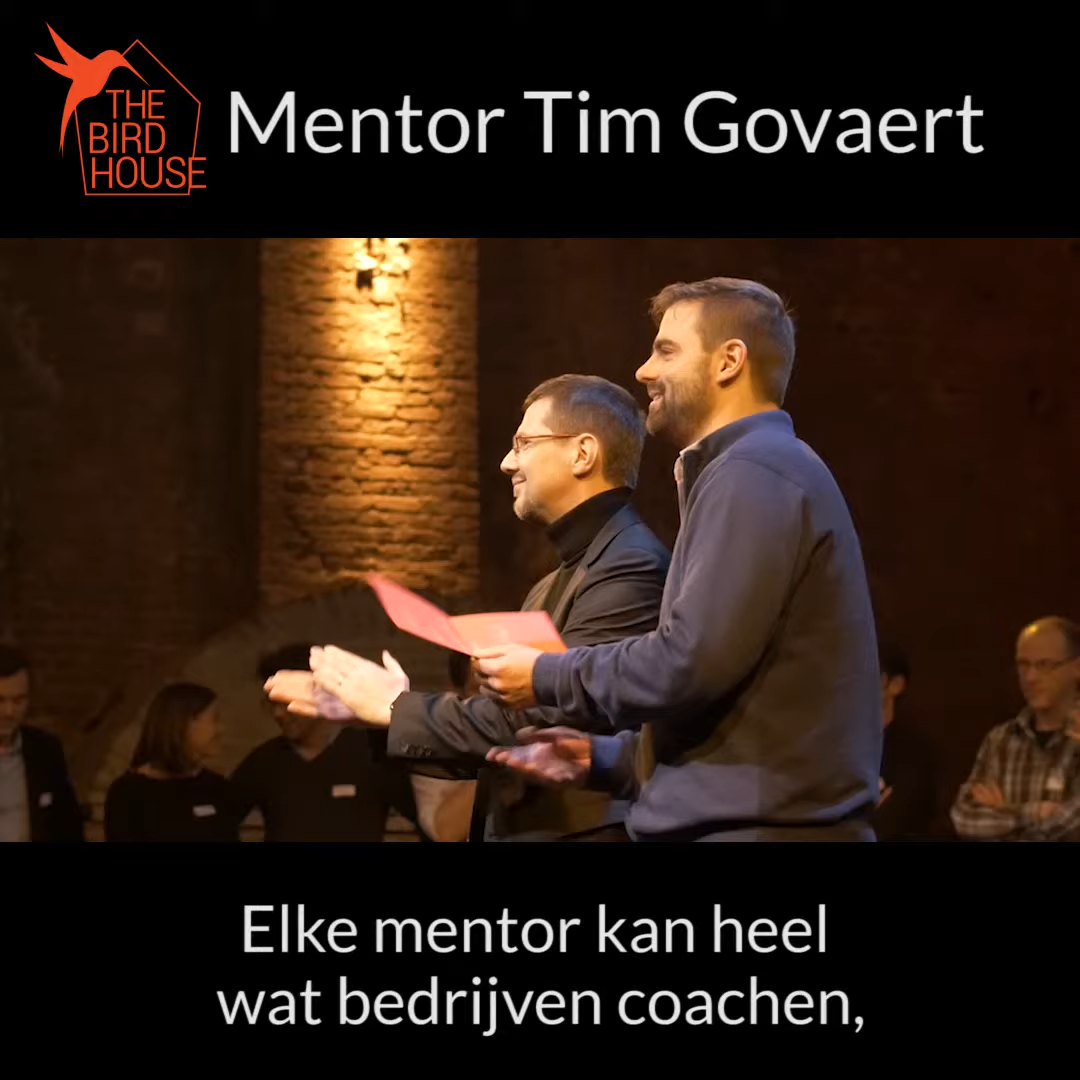 THE
BIRD
HOUSE
Mentor Tim Govaert
Elke mentor kan heel
wat bedrijven coachen,